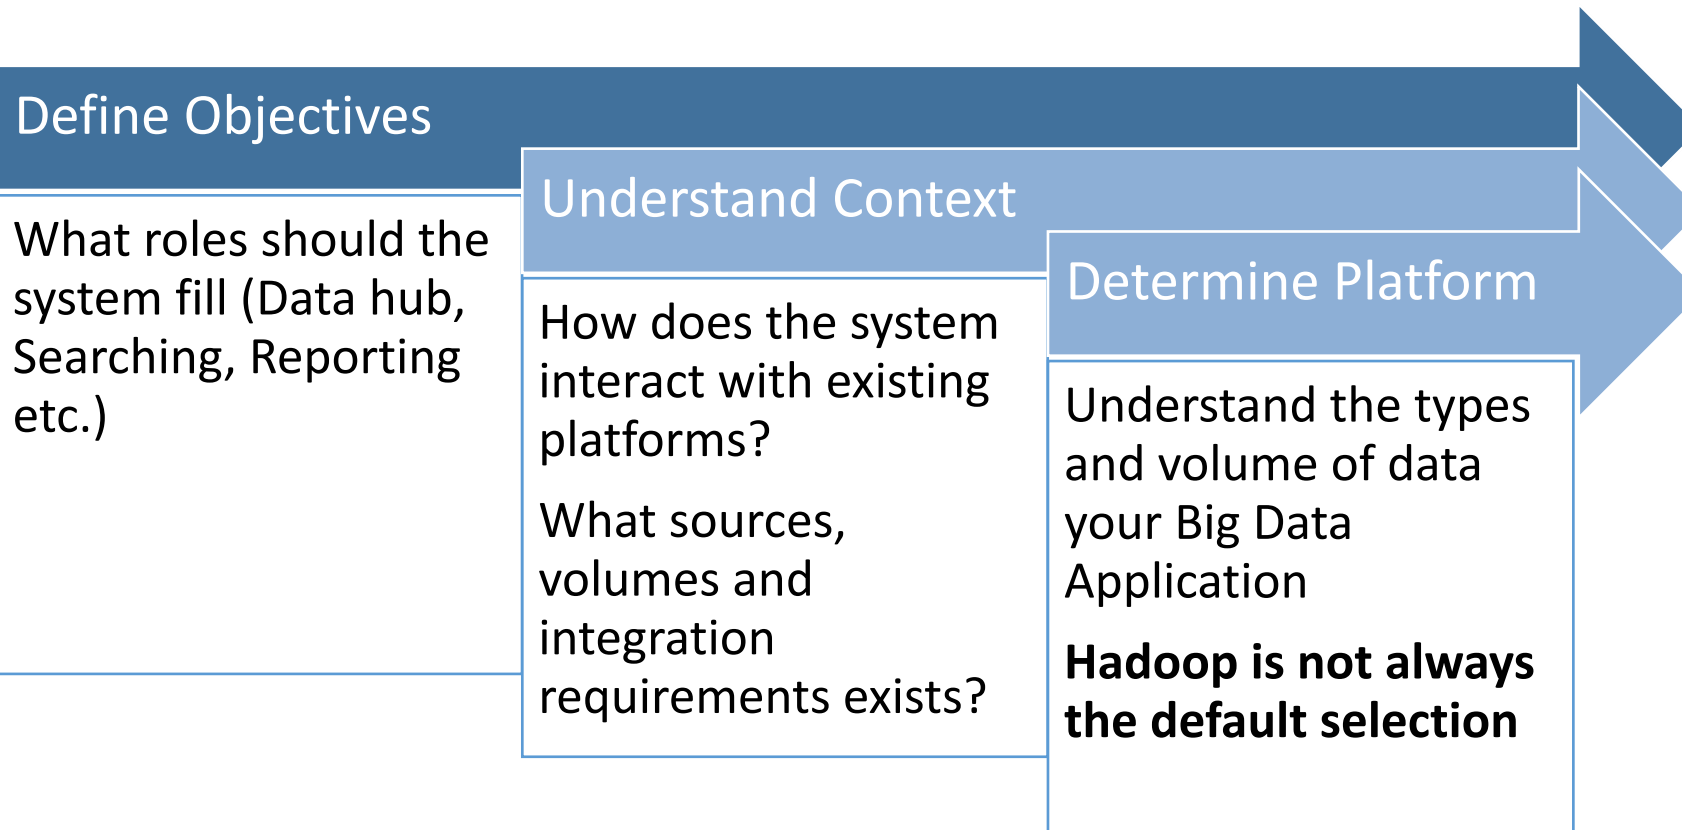 Define Objectives
What roles should the
system fill (Data hub,
Searching, Reporting
etc.)
Understand Context
How does the system
interact with existing
platforms?
What sources,
volumes and
integration
requirements exists?
Determine Platform
Understand the types
and volume of data
your Big Data
Application
Hadoop is not always
the default selection